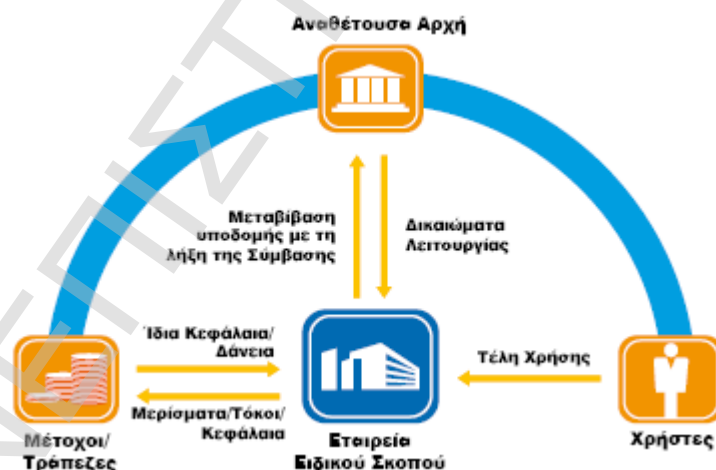 Αναθέτουσα Αρχή
Μεταβίβαση
υποδομής με τη
λήξη της Σύμβασης
Δικαιώματα
Λειτουργίας
Ίδια Κεφάλαια/
Δάνεια
Τέλη Χρήσης
Μερίσματα/Τόκοι/
Κεφάλαια
Μέτοχοι/
Τράπεζες
Εταιρεία
Ειδικού Σκοπού
Χρήστες